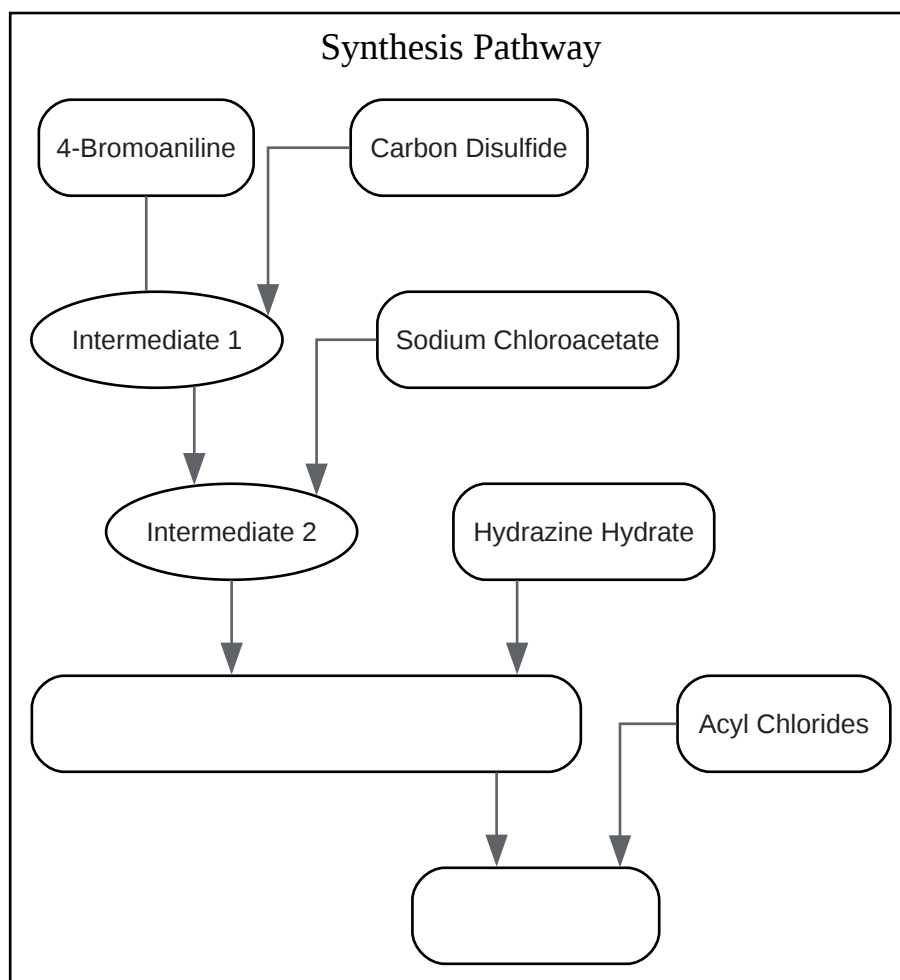 Synthesis Pathway
4-Bromoaniline
Carbon Disulfide
Intermediate 1
Sodium Chloroacetate
Intermediate 2
Hydrazine Hydrate
Acyl Chlorides